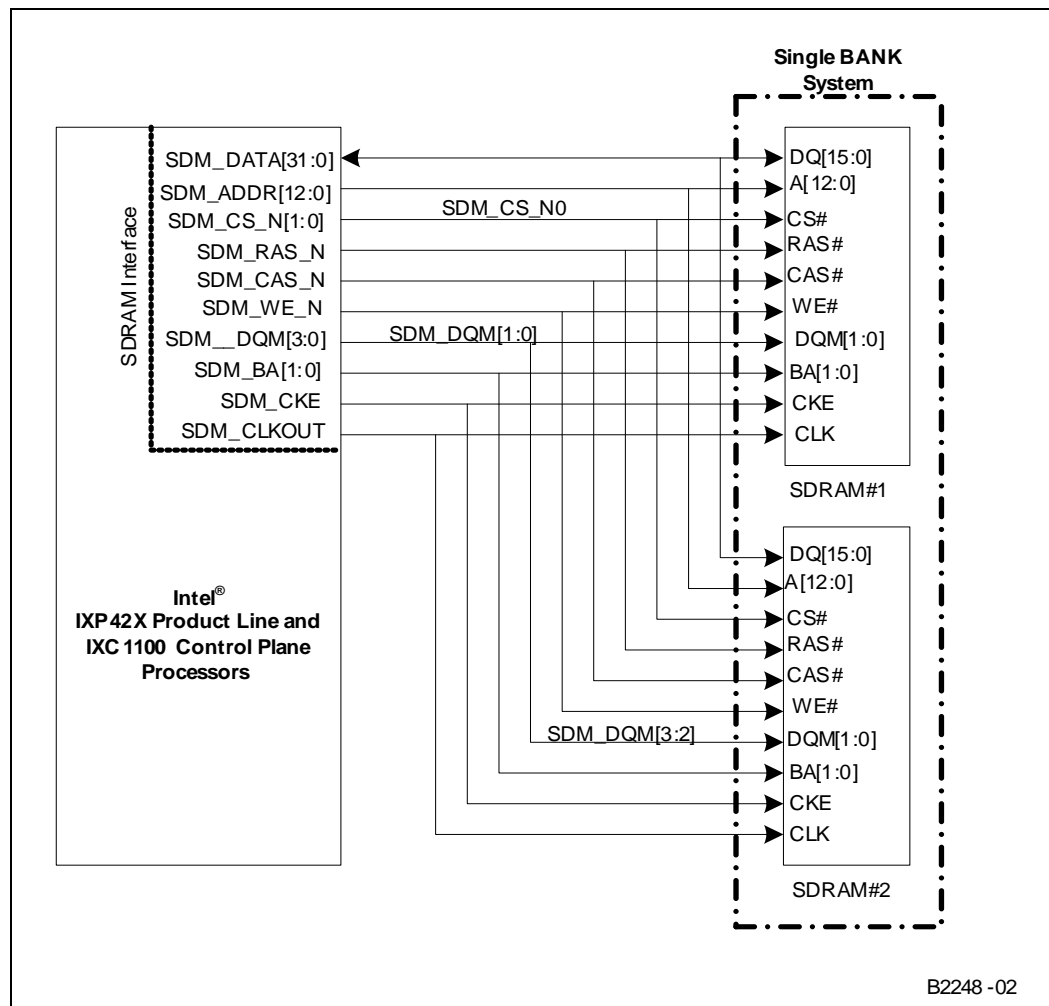 Single BANK
System
SDRAM Interface
SDM_DATA[31:0]
SDM_ADDR[12:0]
SDM_CS_N[1:0]
SDM_RAS_N
SDM_CAS_N
SDM_WE_N
SDM__DQM[3:0]
SDM_BA[1:0]
SDM_CKE
SDM_CLKOUT
SDM_CS_N0
SDM_DQM[1:0]
DQ[15:0]
A[12:0]
CS#
RAS#
CAS#
WE#
DQM[1:0]
BA[1:0]
CKE
CLK
SDRAM#1
Intel®
IXP42X Product Line and
IXC1100 Control Plane
Processors
SDM_DQM[3:2]
DQ[15:0]
A[12:0]
CS#
RAS#
CAS#
WE#
DQM[1:0]
BA[1:0]
CKE
CLK
SDRAM#2
B2248 -02